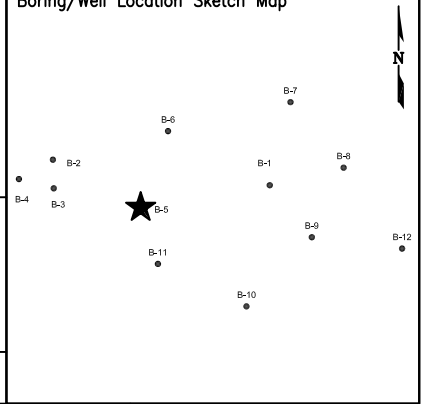 Boring/Well Location Sketch Map
N
B-7
B-6
B-2
B-1
B-8
B-4
B-3
B-5
B-9
B-12
B-11
B-10